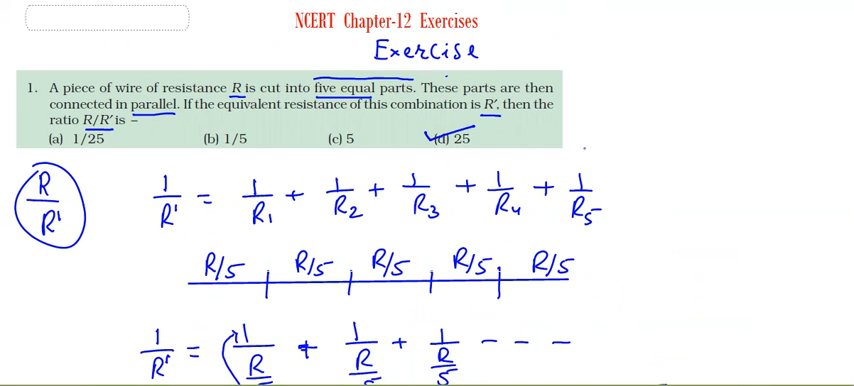 NCERT Chapter-12 Exercises
Exercise
1. A piece of wire of resistance R is cut into five equal parts. These parts are then
connected in parallel. If the equivalent resistance of this combination is R′, then the
ratio R/R′ is –
(a) 1/25 (b) 1/5 (c) 5 (d) 25
R/R' 1/R' = 1/R1 + 1/R2 + 1/R3 + 1/R4 + 1/R5
R/5 R/5 R/5 R/5 R/5
1/R' = 1/(R/5) + 1/(R/5) + 1/(R/5) - - -